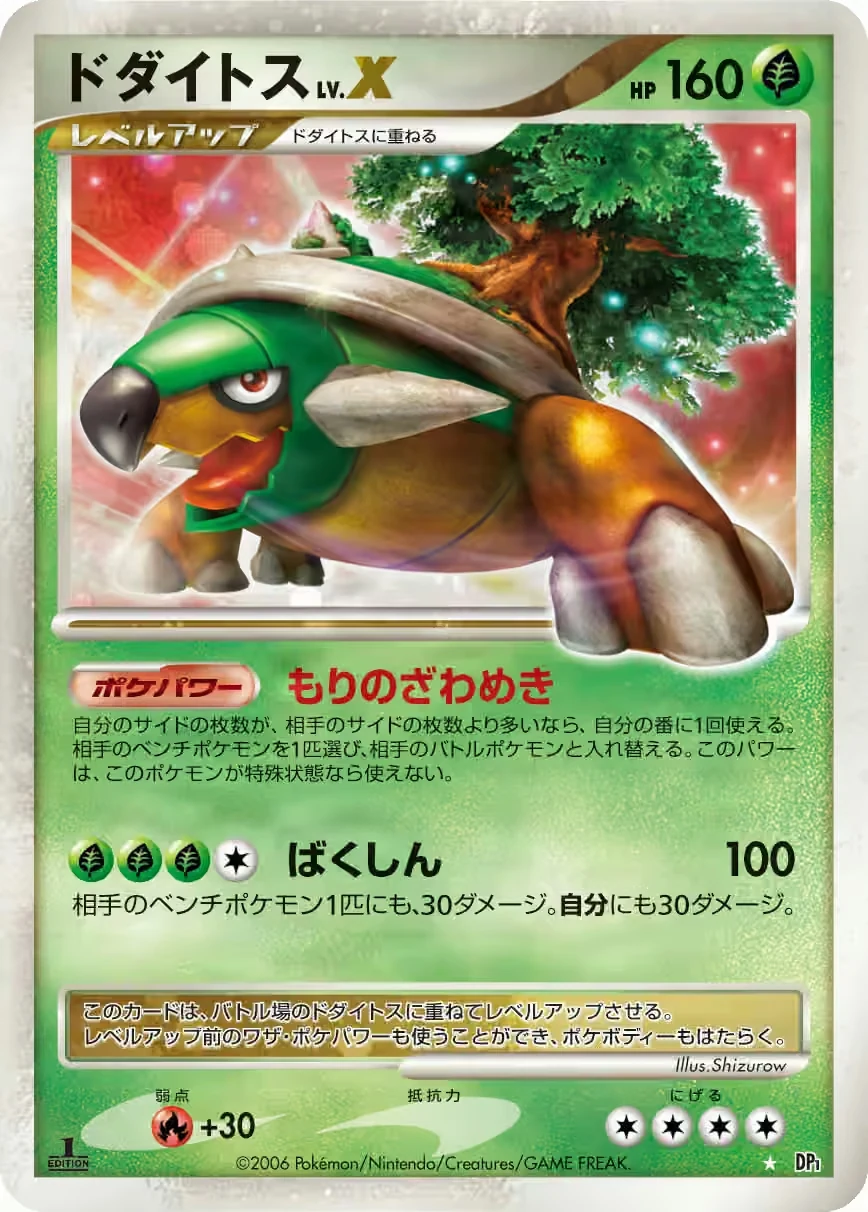 ドダイトス LV.X HP 160
レベルアップ ドダイトスに重ねる
ポケパワー もりのざわめき
自分のサイドの枚数が、相手のサイドの枚数より多いなら、自分の番に1回使える。
相手のベンチポケモンを1匹選び、相手のバトルポケモンと入れ替える。このパワー
は、このポケモンが特殊状態なら使えない。
ばくしん 100
相手のベンチポケモン1匹にも、30ダメージ。自分にも30ダメージ。
このカードは、バトル場のドダイトスに重ねてレベルアップさせる。
レベルアップ前のワザ・ポケパワーも使うことができ、ポケボディーもはたらく。
Illus.Shizurow
弱点 抵抗力 にげる
+30
1 EDITION ©2006 Pokémon/Nintendo/Creatures/GAME FREAK. ★ DP1